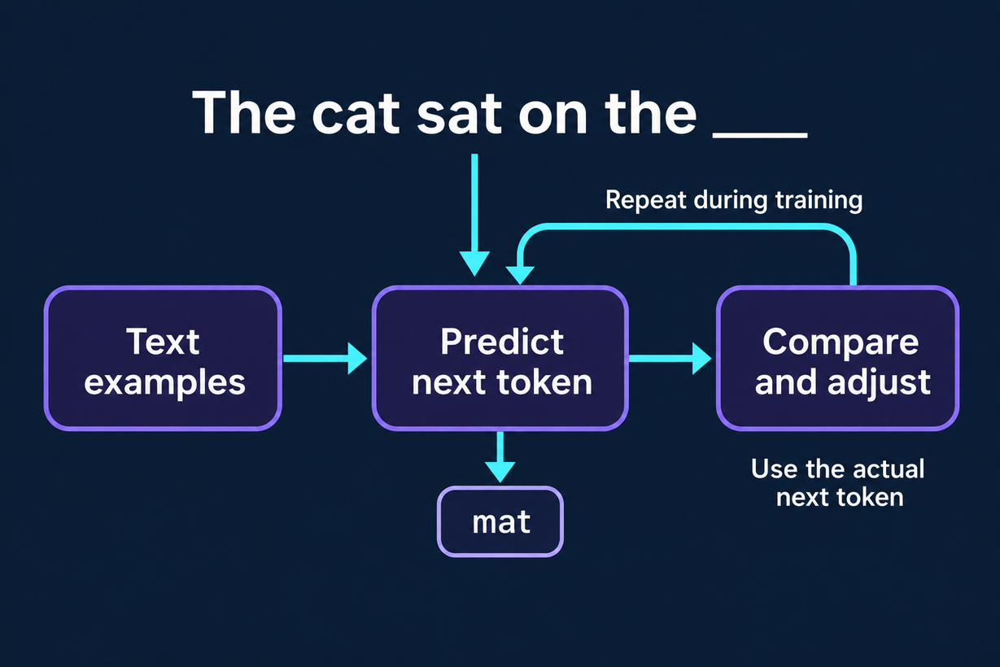 The cat sat on the ____
Repeat during training
Text
examples
Predict
next token
Compare
and adjust
Use the actual
next token
mat